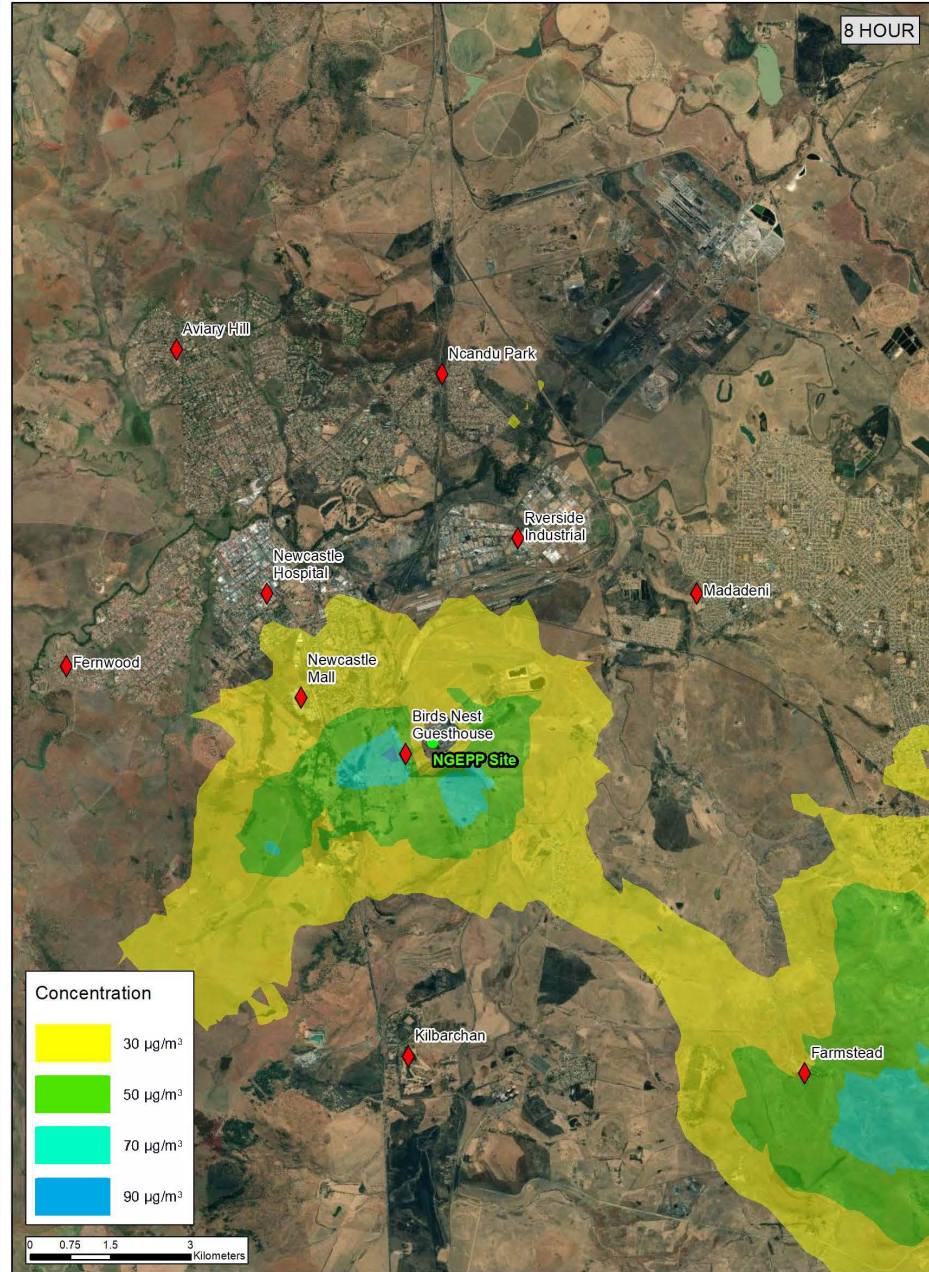 8 HOUR
Aviary Hill
Ncandu Park
Rverside
Industrial
Newcastle
Hospital
Madadeni
Fernwood
Newcastle
Mall
Birds Nest
Guesthouse
NGEPP Site
Kilbarchan
Farmstead
Concentration
30 µg/m³
50 µg/m³
70 µg/m³
90 µg/m³
0 0.75 1.5 3
Kilometers